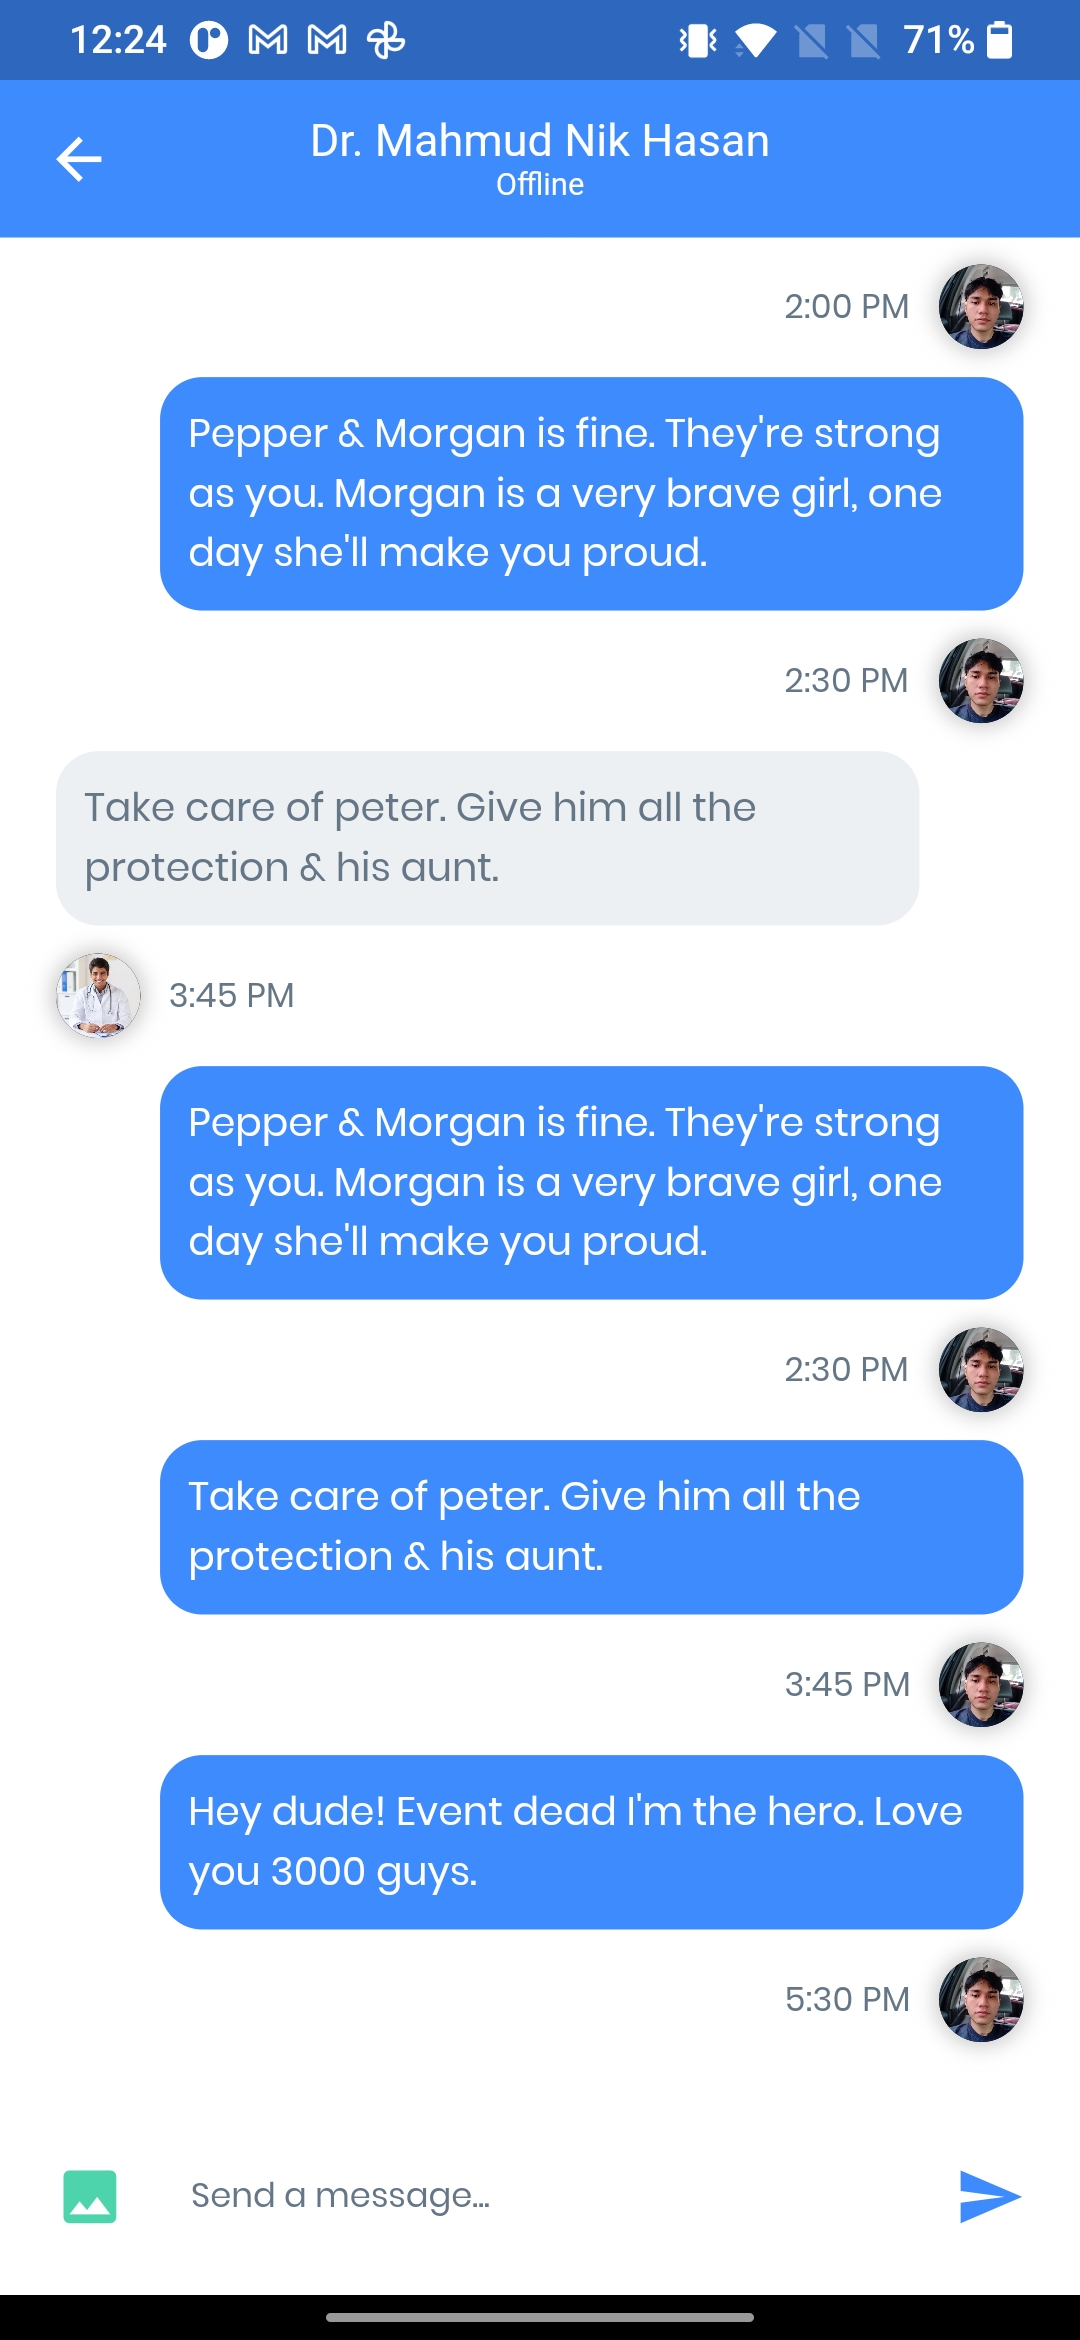 12:24
71%
Dr. Mahmud Nik Hasan
Offline
2:00 PM
Pepper & Morgan is fine. They're strong
as you. Morgan is a very brave girl, one
day she'll make you proud.
2:30 PM
Take care of peter. Give him all the
protection & his aunt.
3:45 PM
Pepper & Morgan is fine. They're strong
as you. Morgan is a very brave girl, one
day she'll make you proud.
2:30 PM
Take care of peter. Give him all the
protection & his aunt.
3:45 PM
Hey dude! Event dead I'm the hero. Love
you 3000 guys.
5:30 PM
Send a message...